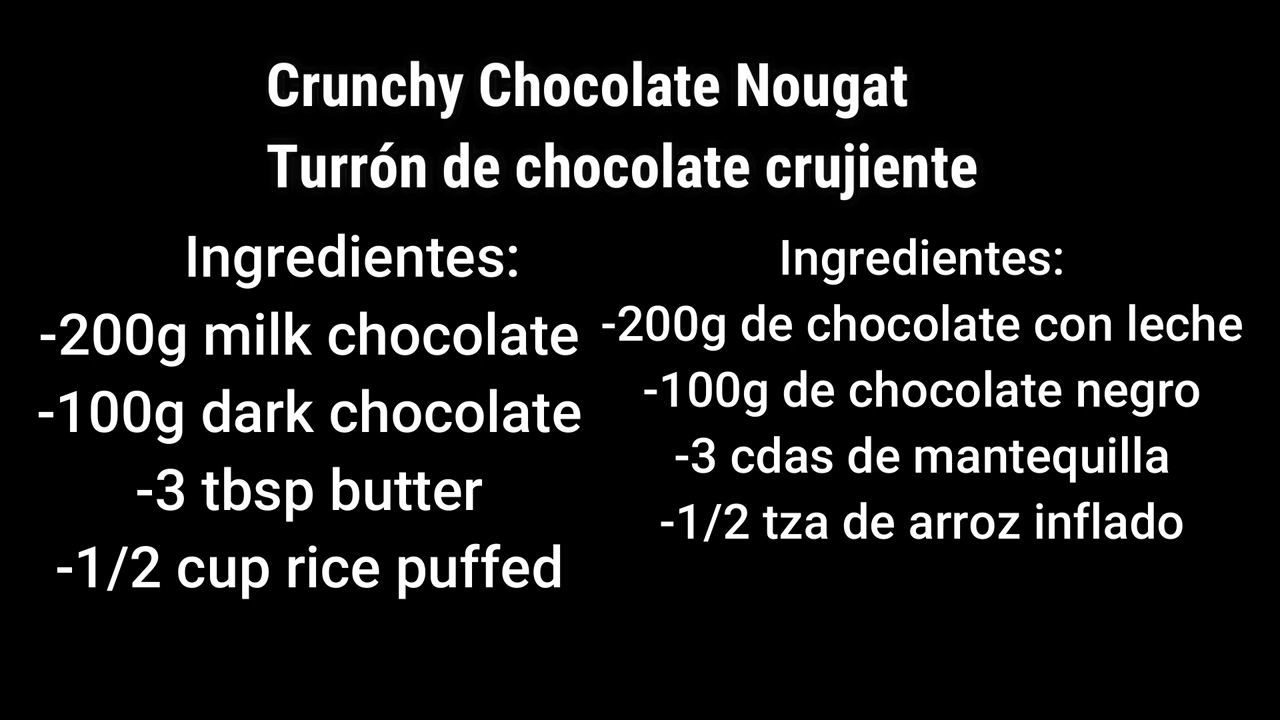 Crunchy Chocolate Nougat
Turrón de chocolate crujiente
Ingredientes:
-200g milk chocolate
-100g dark chocolate
-3 tbsp butter
-1/2 cup rice puffed
Ingredientes:
-200g de chocolate con leche
-100g de chocolate negro
-3 cdas de mantequilla
-1/2 tza de arroz inflado